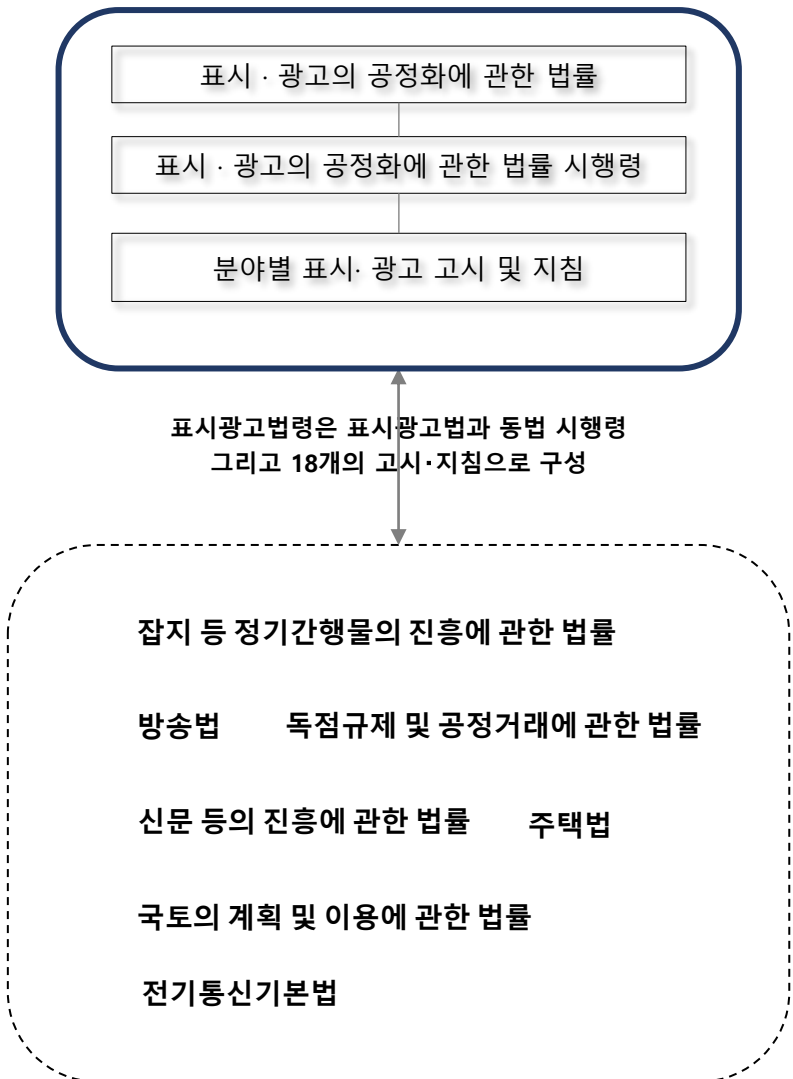 표시 · 광고의 공정화에 관한 법률
표시 · 광고의 공정화에 관한 법률 시행령
분야별 표시· 광고 고시 및 지침
표시광고법령은 표시광고법과 동법 시행령
그리고 18개의 고시·지침으로 구성
잡지 등 정기간행물의 진흥에 관한 법률
방송법 독점규제 및 공정거래에 관한 법률
신문 등의 진흥에 관한 법률 주택법
국토의 계획 및 이용에 관한 법률
전기통신기본법